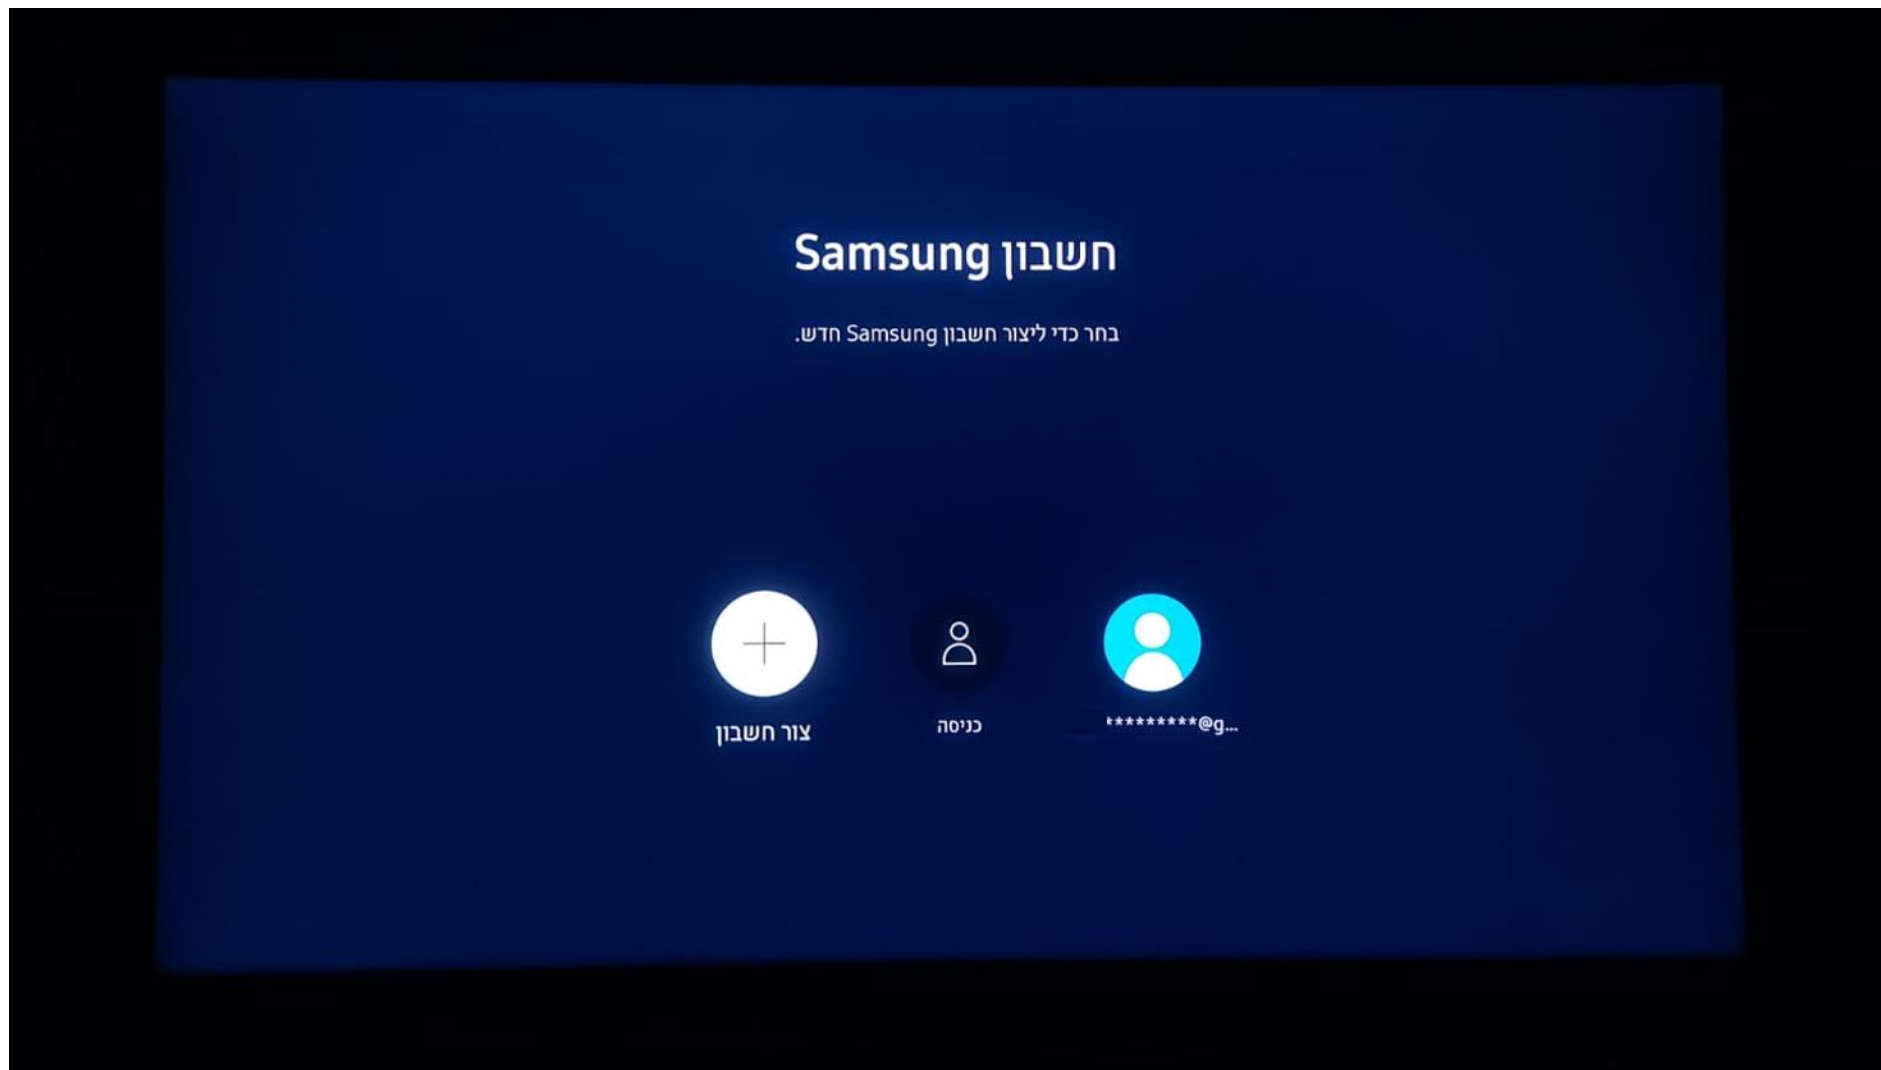 חשבון Samsung
בחר כדי ליצור חשבון Samsung חדש.
*********@g...
כניסה
צור חשבון